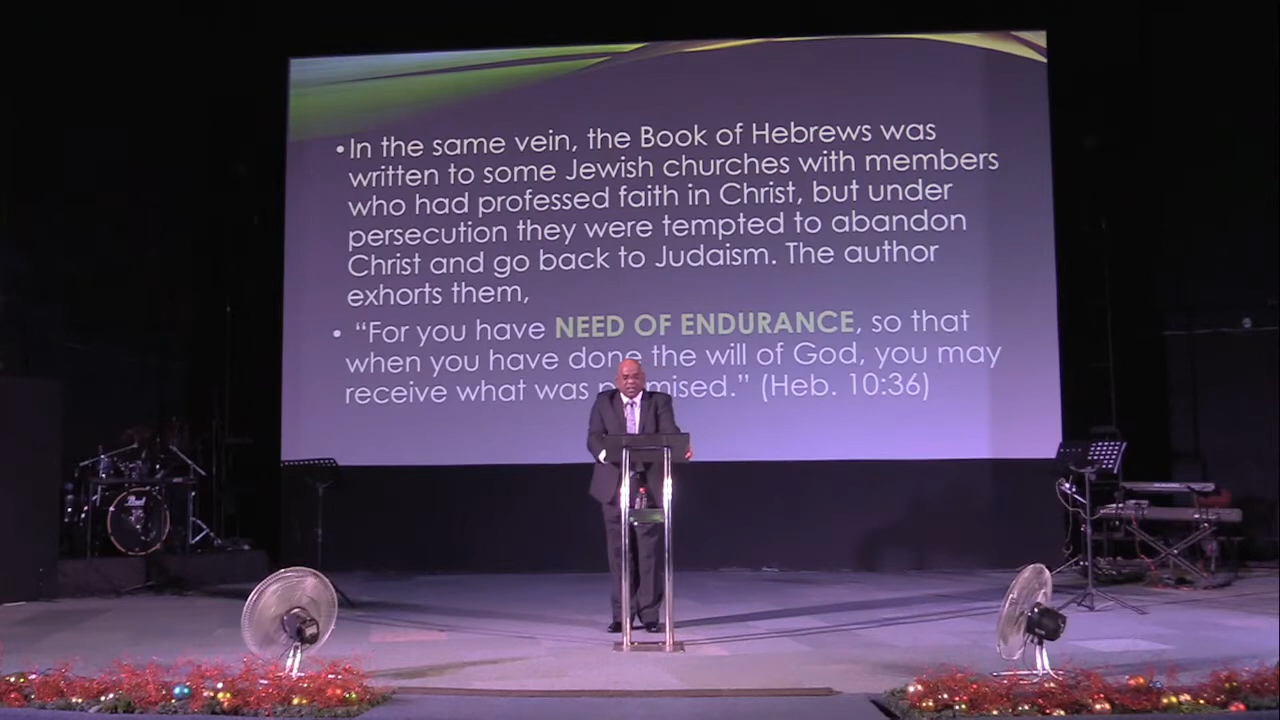 •In the same vein, the Book of Hebrews was
written to some Jewish churches with members
who had professed faith in Christ, but under
persecution they were tempted to abandon
Christ and go back to Judaism. The author
exhorts them,
• “For you have NEED OF ENDURANCE, so that
when you have done the will of God, you may
receive what was promised.” (Heb. 10:36)
Pearl